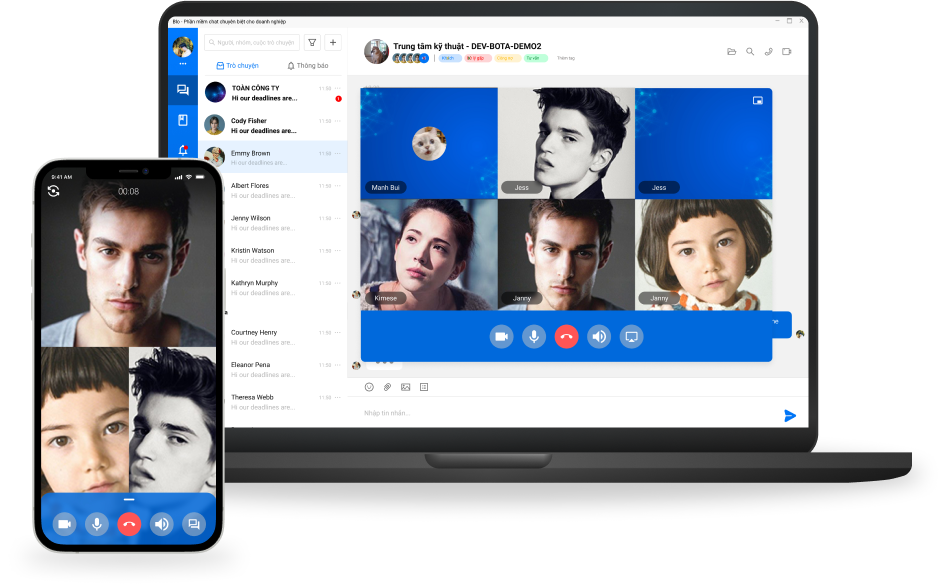 Bto - Phần mềm chat chuyên biệt cho doanh nghiệp
Người, nhóm, cuộc trò chuyện
Trò chuyện
Thông báo
TOÀN CÔNG TY
11:50
Hi our deadlines are...
1
Cody Fisher
11:50
Hi our deadlines are...
Emmy Brown
11:50
Hi our deadlines are...
Albert Flores
11:50
Hi our deadlines are...
Jenny Wilson
11:50
Hi our deadlines are...
Kristin Watson
11:50
Hi our deadlines are...
Kathryn Murphy
11:50
Hi our deadlines are...
Courtney Henry
11:50
Hi our deadlines are...
Eleanor Pena
11:50
Hi our deadlines are...
Theresa Webb
11:50
Hi our deadlines are...
Trung tâm kỹ thuật - DEV-BOTA-DEMO2
Tư vấn
Thêm tag
Manh Bui
Jess
Jess
Kimese
Janny
Janny
Nhập tin nhắn...
9:41 AM
00:08